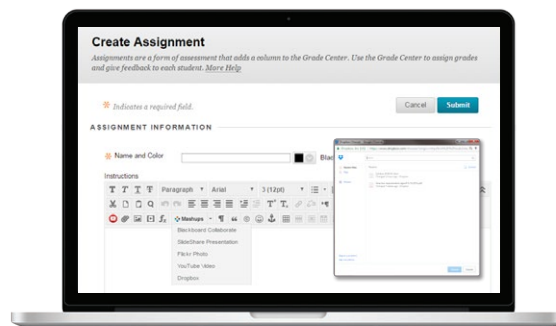 Create Assignment
Assignments are a form of assessment that adds a column to the Grade Center. Use the Grade Center to assign grades
and give feedback to each student. More Help
Indicates a required field.
Cancel
Submit
ASSIGNMENT INFORMATION
Name and Color
Blac
Instructions
T T T T Paragraph Arial 3 (12pt)
Mashups
Blackboard Collaborate
SlideShare Presentation
Flickr Photo
YouTube Video
Dropbox